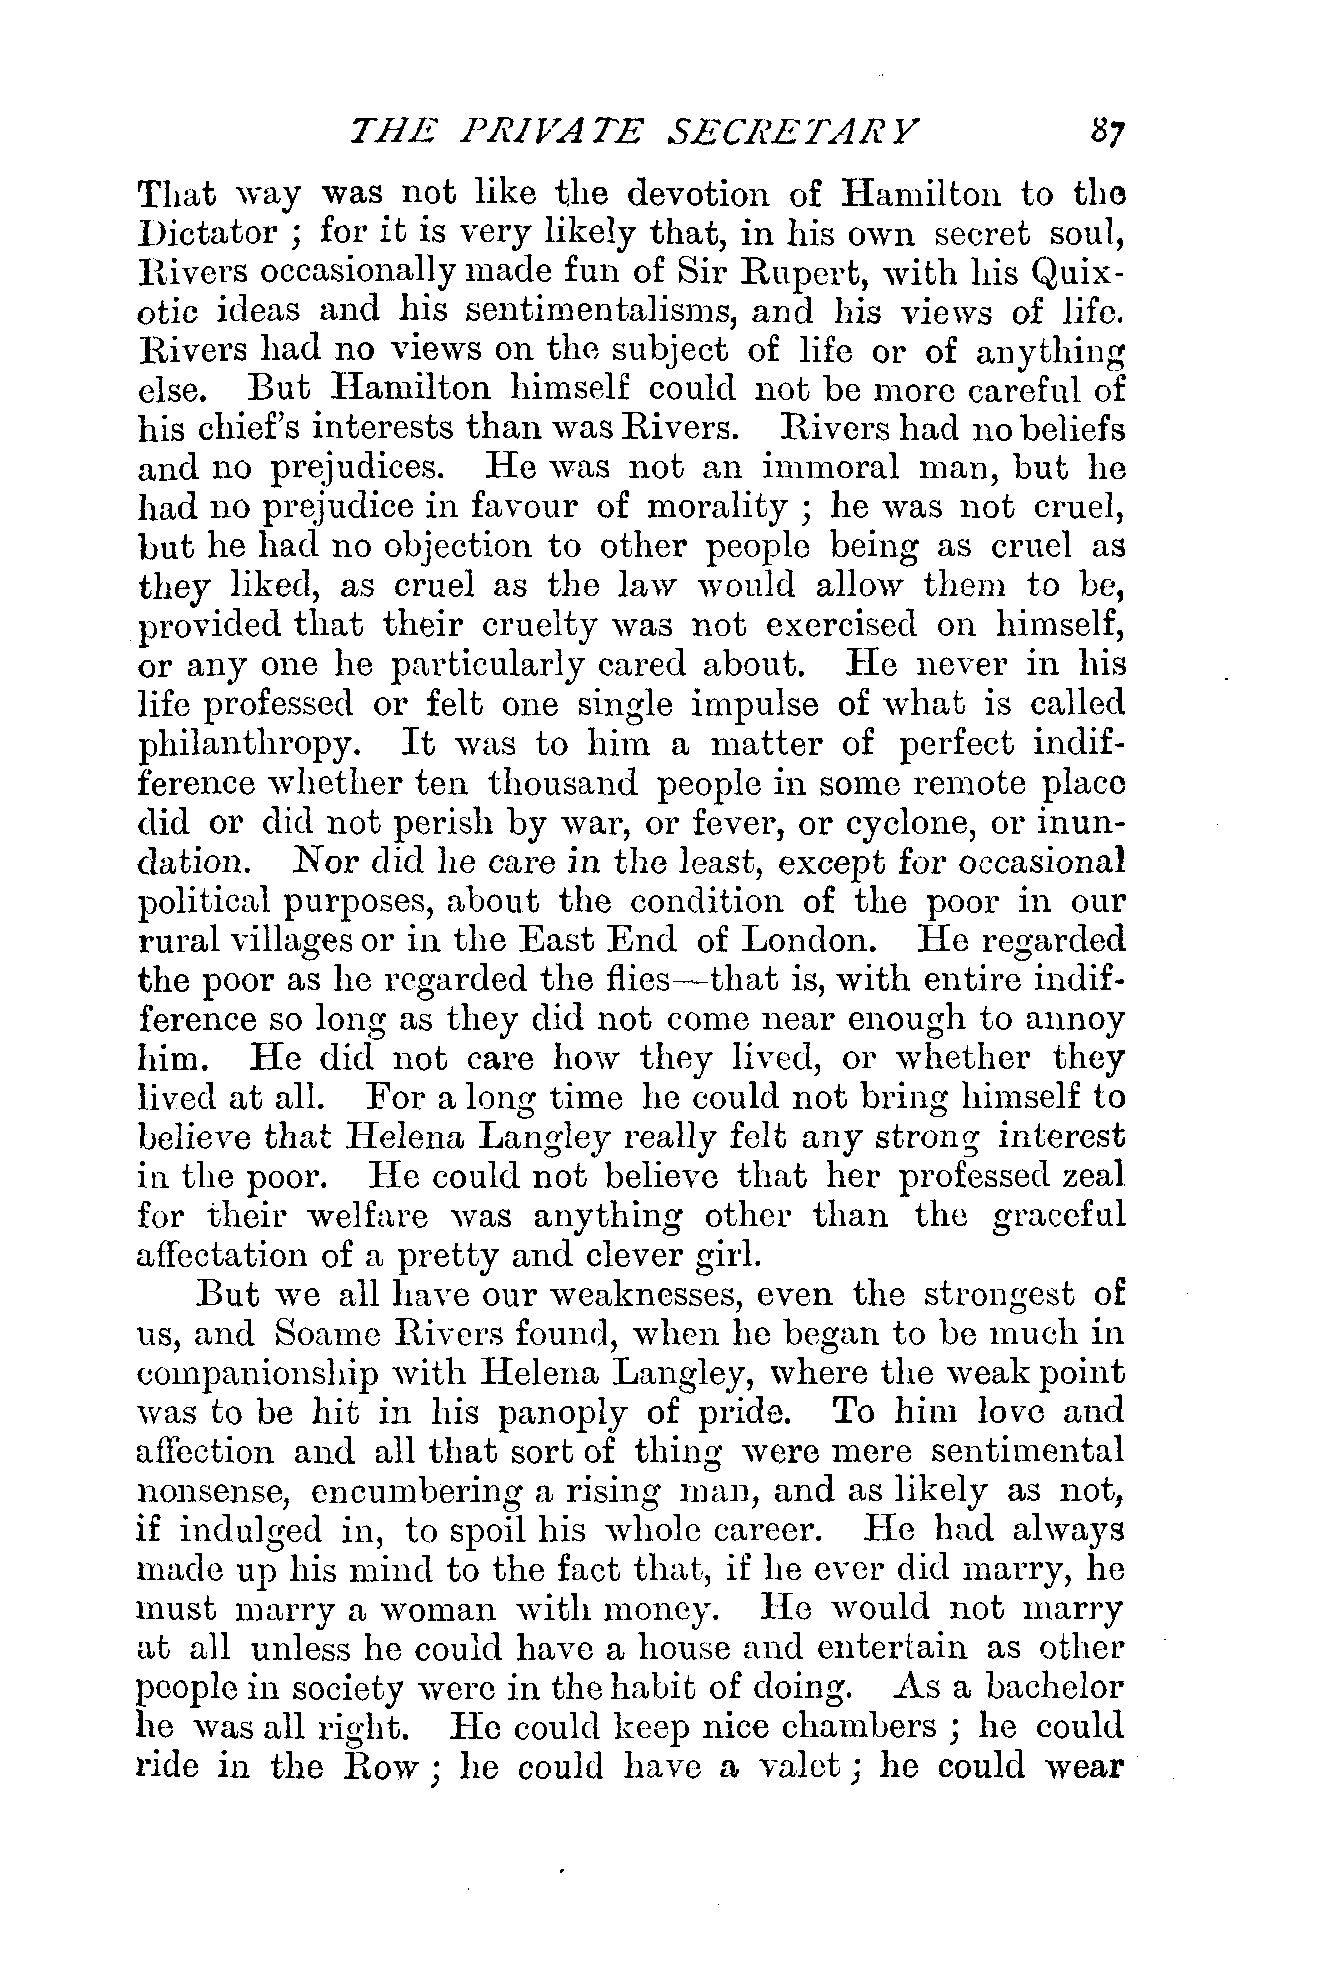 THE PRIVATE SECRETARY 87
That way was not like the devotion of Hamilton to the
Dictator ; for it is very likely that, in his own secret soul,
Rivers occasionally made fun of Sir Rupert, with his Quix-
otic ideas and his sentimentalisms, and his views of life.
Rivers had no views on the subject of life or of anything
else. But Hamilton himself could not be more careful of
his chief's interests than was Rivers. Rivers had no beliefs
and no prejudices. He was not an immoral man, but he
had no prejudice in favour of morality ; he was not cruel,
but he had no objection to other people being as cruel as
they liked, as cruel as the law would allow them to be,
provided that their cruelty was not exercised on himself,
or any one he particularly cared about. He never in his
life professed or felt one single impulse of what is called
philanthropy. It was to him a matter of perfect indif-
ference whether ten thousand people in some remote place
did or did not perish by war, or fever, or cyclone, or inun-
dation. Nor did he care in the least, except for occasional
political purposes, about the condition of the poor in our
rural villages or in the East End of London. He regarded
the poor as he regarded the flies—that is, with entire indif-
ference so long as they did not come near enough to annoy
him. He did not care how they lived, or whether they
lived at all. For a long time he could not bring himself to
believe that Helena Langley really felt any strong interest
in the poor. He could not believe that her professed zeal
for their welfare was anything other than the graceful
affectation of a pretty and clever girl.
But we all have our weaknesses, even the strongest of
us, and Soame Rivers found, when he began to be much in
companionship with Helena Langley, where the weak point
was to be hit in his panoply of pride. To him love and
affection and all that sort of thing were mere sentimental
nonsense, encumbering a rising man, and as likely as not,
if indulged in, to spoil his whole career. He had always
made up his mind to the fact that, if he ever did marry, he
must marry a woman with money. He would not marry
at all unless he could have a house and entertain as other
people in society were in the habit of doing. As a bachelor
he was all right. He could keep nice chambers ; he could
ride in the Row ; he could have a valet ; he could wear